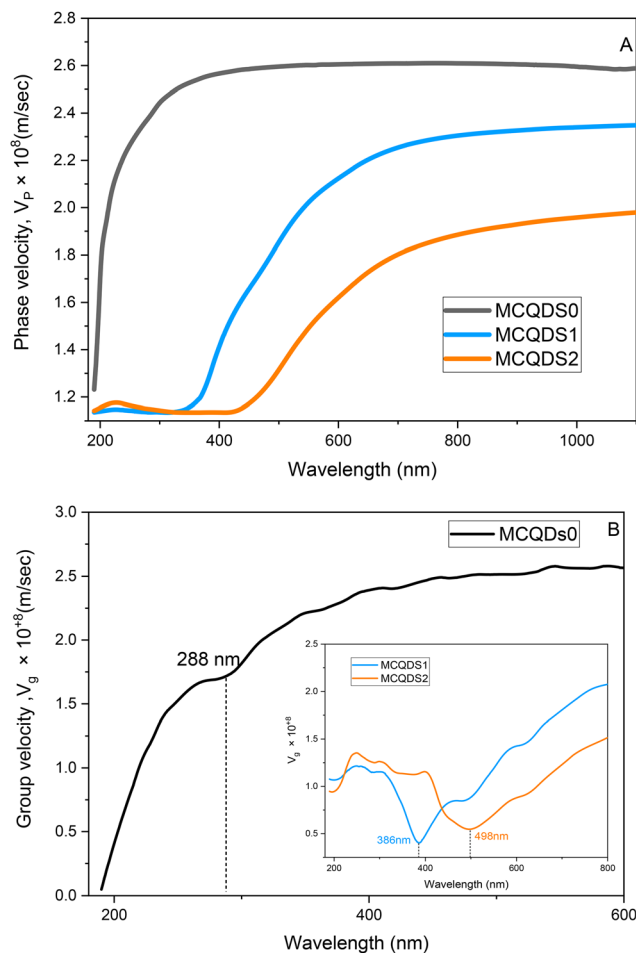 A
2.8
2.6
2.4
2.2
2.0
1.8
1.6
1.4
1.2
Phase velocity, V_P × 10^8(m/sec)
MCQDS0
MCQDS1
MCQDS2
200 400 600 800 1000
Wavelength (nm)
B
3.0
2.5
2.0
1.5
1.0
0.5
0.0
Group velocity ,V_g × 10^+8(m/sec)
MCQDs0
288 nm
2.5
2.0
1.5
1.0
0.5
V_g × 10^+8
MCQDS1
MCQDS2
386nm
498nm
200 300 400 500 600 700 800
Wavelength (nm)
200 400 600
Wavelength (nm)